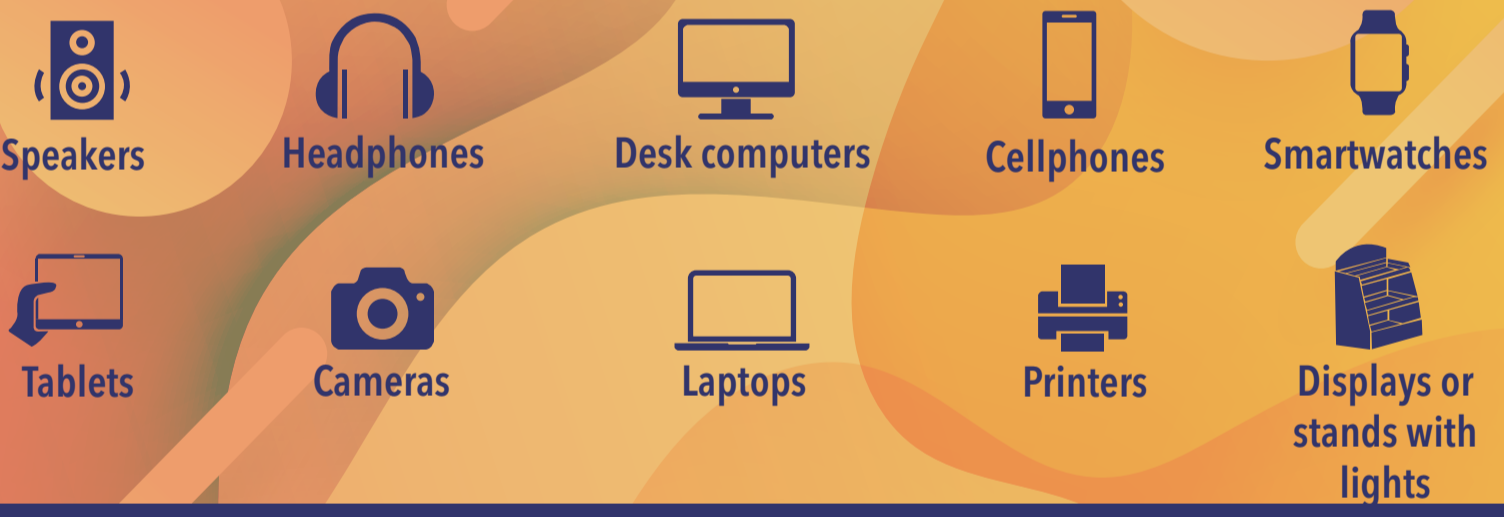 Speakers
Headphones
Desk computers
Cellphones
Smartwatches
Tablets
Cameras
Laptops
Printers
Displays or
stands with
lights